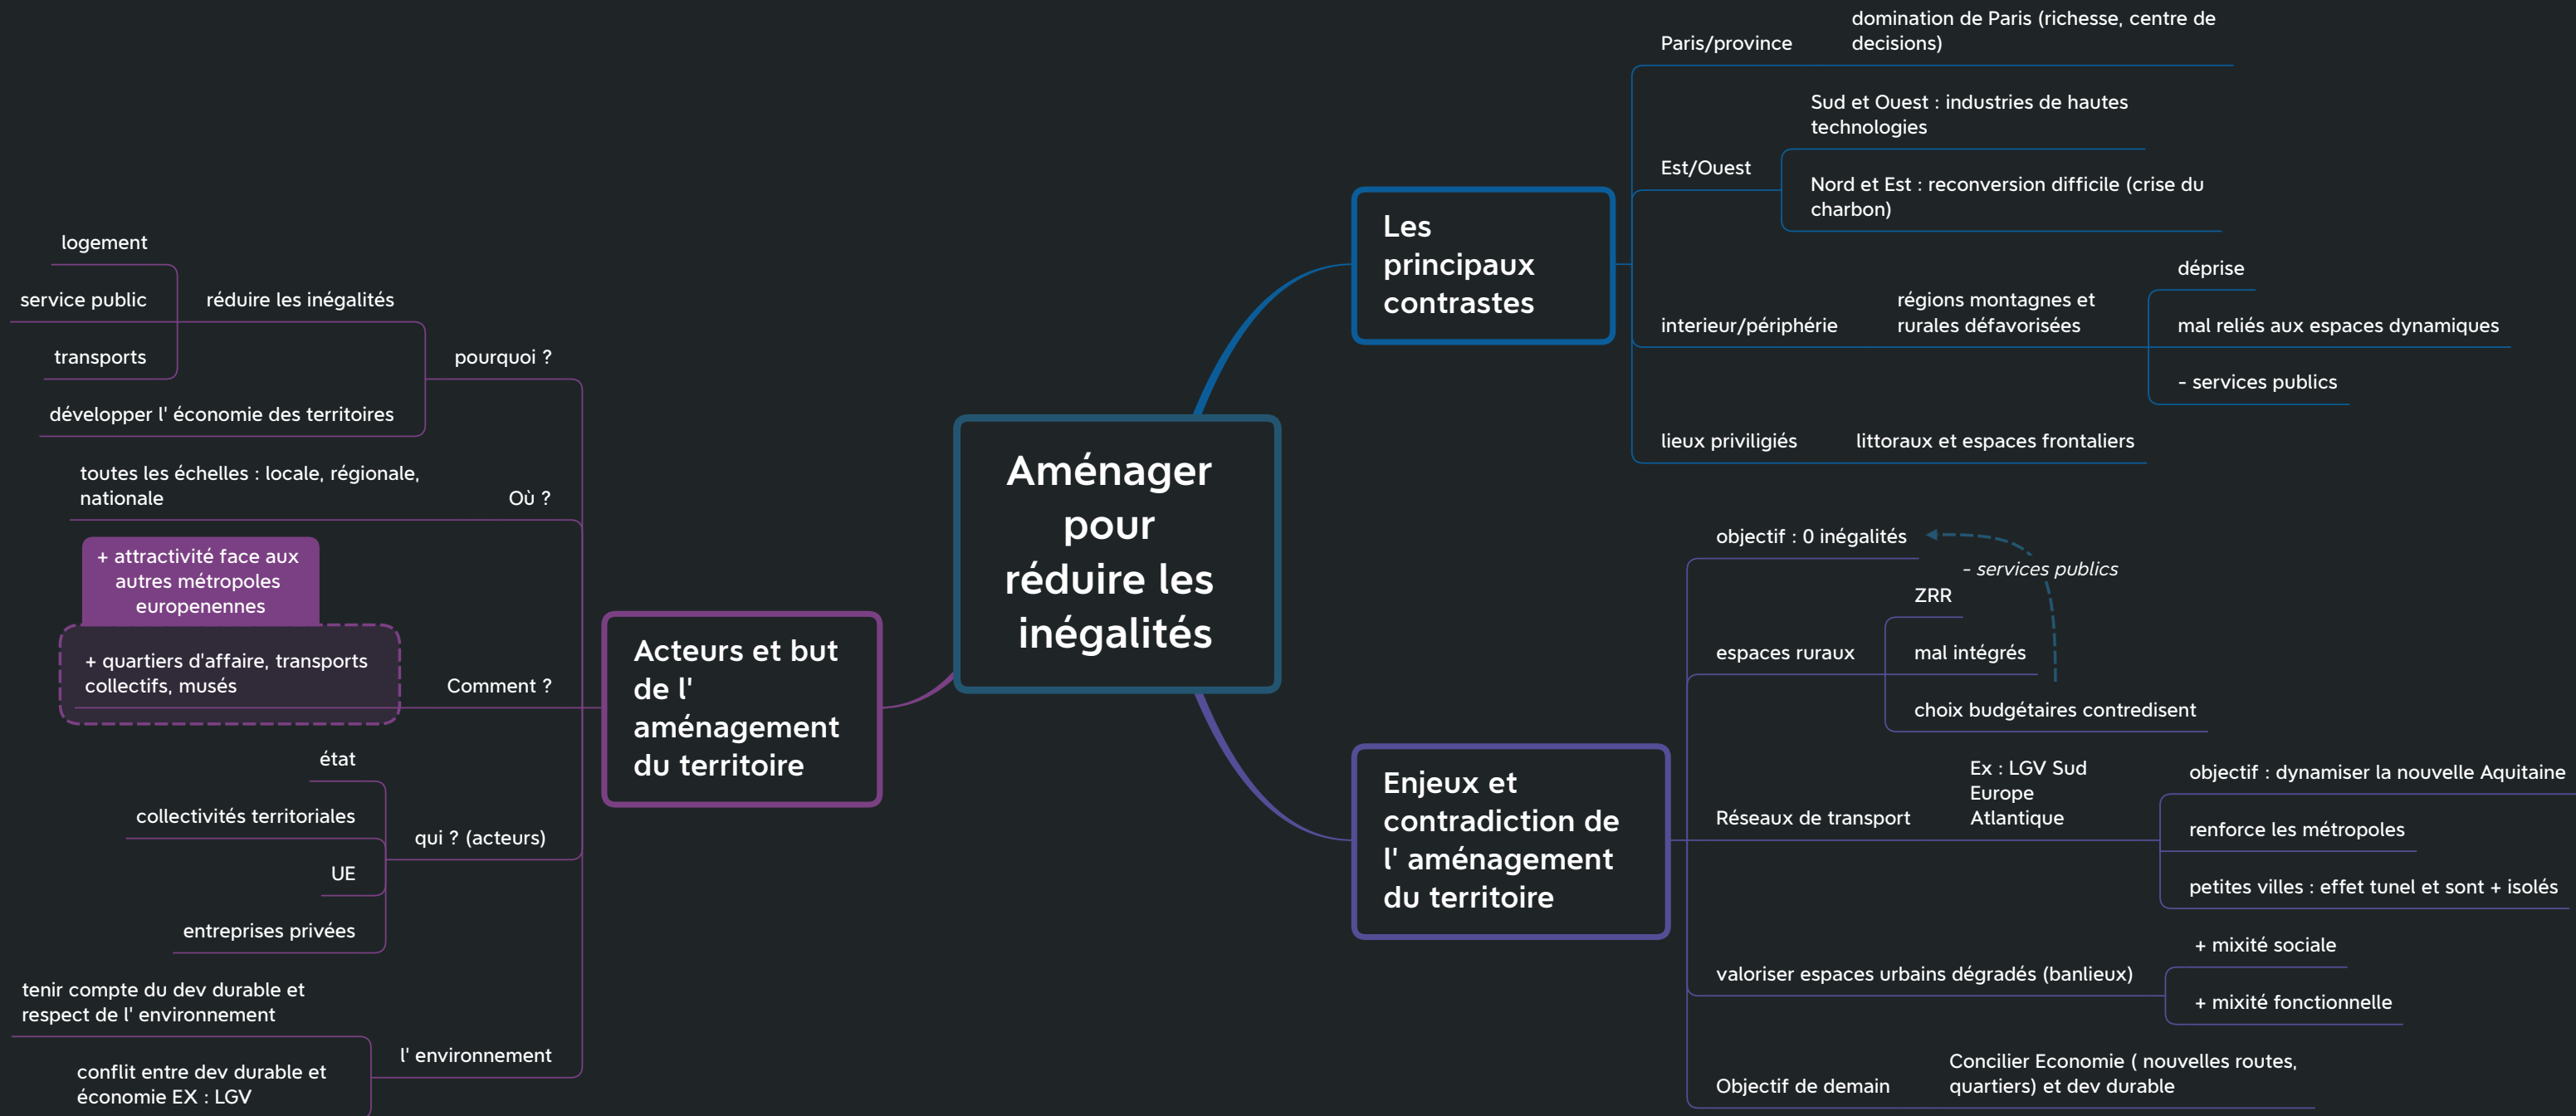 Aménager
pour
réduire les
inégalités
Les
principaux
contrastes
Paris/province
domination de Paris (richesse, centre de
decisions)
Est/Ouest
Sud et Ouest : industries de hautes
technologies
Nord et Est : reconversion difficile (crise du
charbon)
interieur/périphérie
régions montagnes et
rurales défavorisées
déprise
mal reliés aux espaces dynamiques
- services publics
lieux priviligiés
littoraux et espaces frontaliers
Enjeux et
contradiction de
l' aménagement
du territoire
objectif : 0 inégalités
- services publics
espaces ruraux
ZRR
mal intégrés
choix budgétaires contredisent
Réseaux de transport
Ex : LGV Sud
Europe
Atlantique
objectif : dynamiser la nouvelle Aquitaine
renforce les métropoles
petites villes : effet tunel et sont + isolés
valoriser espaces urbains dégradés (banlieux)
+ mixité sociale
+ mixité fonctionnelle
Objectif de demain
Concilier Economie ( nouvelles routes,
quartiers) et dev durable
Acteurs et but
de l'
aménagement
du territoire
pourquoi ?
réduire les inégalités
logement
service public
transports
développer l' économie des territoires
Où ?
toutes les échelles : locale, régionale,
nationale
Comment ?
+ attractivité face aux
autres métropoles
europenennes
+ quartiers d'affaire, transports
collectifs, musés
qui ? (acteurs)
état
collectivités territoriales
UE
entreprises privées
l' environnement
tenir compte du dev durable et
respect de l' environnement
conflit entre dev durable et
économie EX : LGV